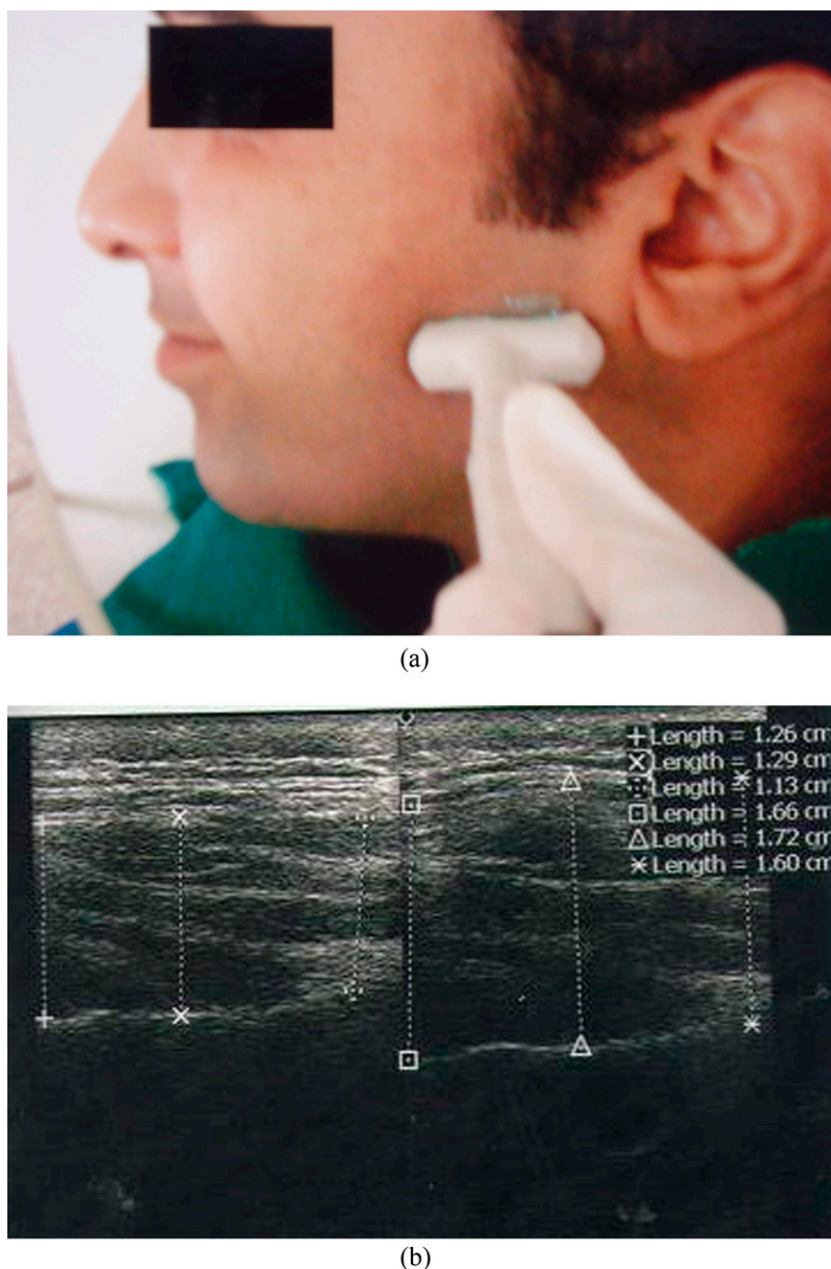 (a)
+Length = 1.26 cm
×Length = 1.29 cm
Length = 1.13 cm
□Length = 1.66 cm
△Length = 1.72 cm
Length = 1.60 cm
(b)